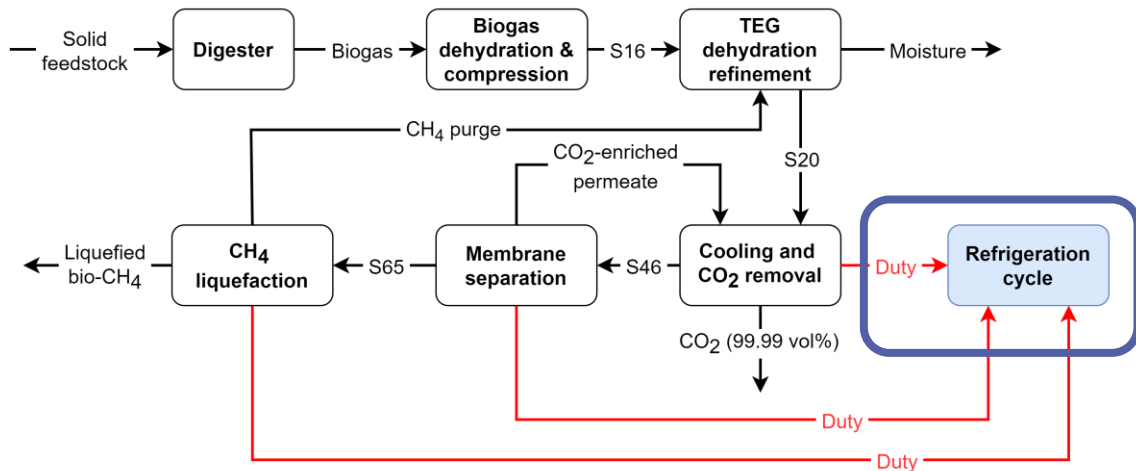 Solid
feedstock
Digester
Biogas
Biogas
dehydration &
compression
S16
TEG
dehydration
refinement
Moisture
CH4 purge
CO2-enriched
permeate
S20
Liquefied
bio-CH4
CH4
liquefaction
S65
Membrane
separation
S46
Cooling and
CO2 removal
Duty
Refrigeration
cycle
CO2 (99.99 vol%)
Duty
Duty